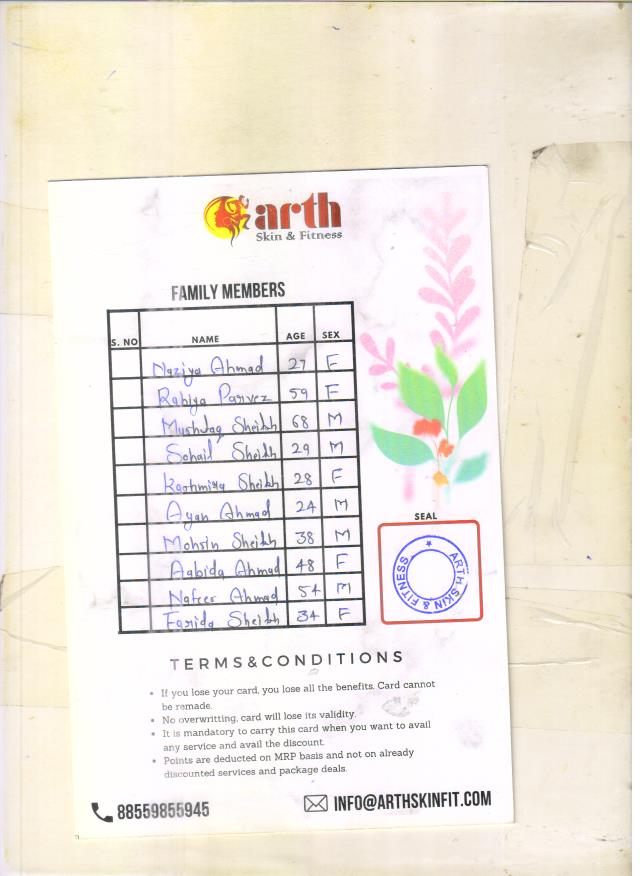 arth
Skin & Fitness
FAMILY MEMBERS
S. NO NAME AGE SEX
Naziya Ahmad 27 F
Rabiya Parvez 59 F
Mushtaq Sheikh 68 M
Sohail Sheikh 29 M
Kashmira Sheikh 28 F
Ayan Ahmad 24 M
Mohsin Sheikh 38 M
Aabida Ahmad 48 F
Nafees Ahmad 54 M
Farida Sheikh 34 F
SEAL
ARTH SKIN & FITNESS
TERMS&CONDITIONS
• If you lose your card, you lose all the benefits. Card cannot
be remade.
• No overwritting, card will lose its validity.
• It is mandatory to carry this card when you want to avail
any service and avail the discount.
• Points are deducted on MRP basis and not on already
discounted services and package deals.
88559855945
INFO@ARTHSKINFIT.COM